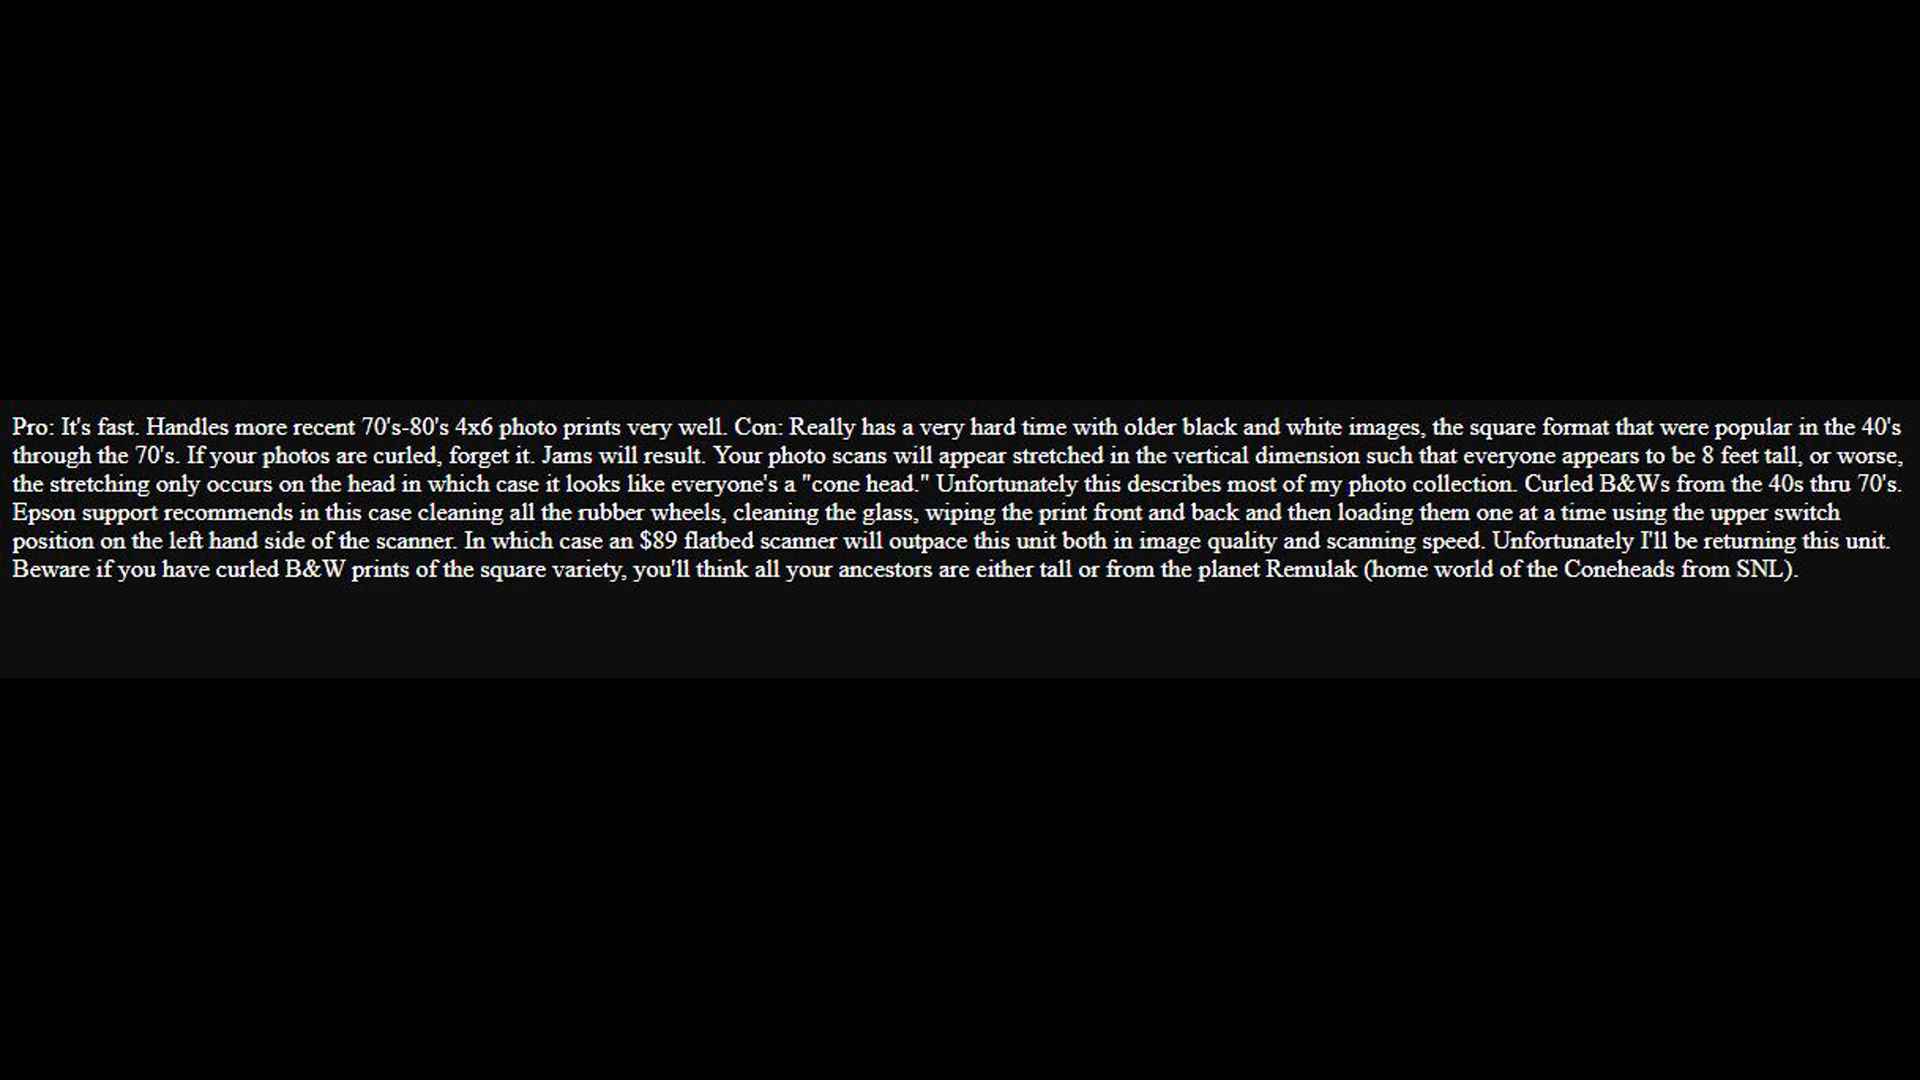 Pro: It's fast. Handles more recent 70's-80's 4x6 photo prints very well. Con: Really has a very hard time with older black and white images, the square format that were popular in the 40's
through the 70's. If your photos are curled, forget it. Jams will result. Your photo scans will appear stretched in the vertical dimension such that everyone appears to be 8 feet tall, or worse,
the stretching only occurs on the head in which case it looks like everyone's a "cone head." Unfortunately this describes most of my photo collection. Curled B&Ws from the 40s thru 70's.
Epson support recommends in this case cleaning all the rubber wheels, cleaning the glass, wiping the print front and back and then loading them one at a time using the upper switch
position on the left hand side of the scanner. In which case an $89 flatbed scanner will outpace this unit both in image quality and scanning speed. Unfortunately I'll be returning this unit.
Beware if you have curled B&W prints of the square variety, you'll think all your ancestors are either tall or from the planet Remulak (home world of the Coneheads from SNL).